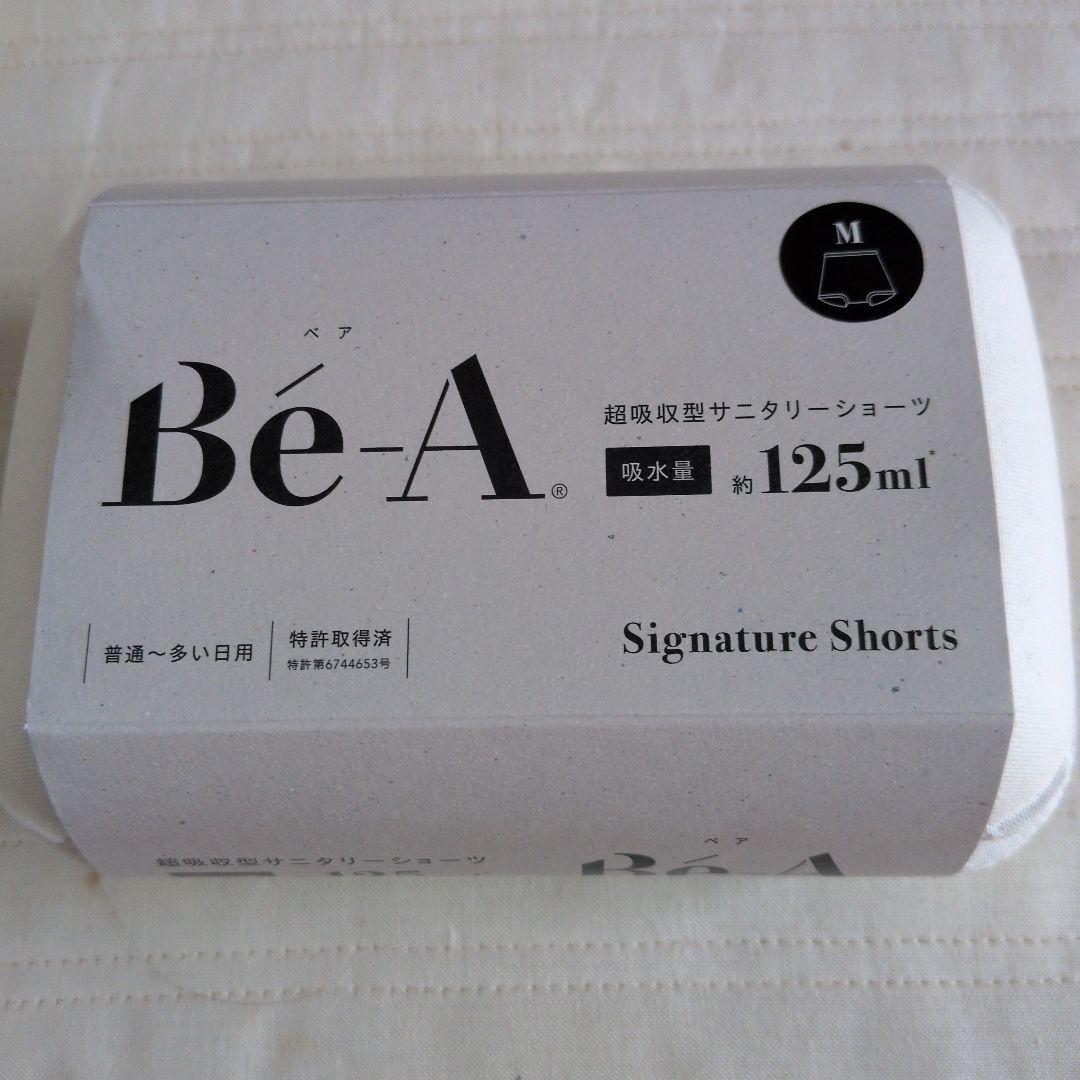 M
ベア
Bé-A®
超吸収型サニタリーショーツ
吸水量 約125ml*
普通～多い日用
特許取得済
特許第6744653号
Signature Shorts
ベア
超吸収型サニタリーショーツ
Bé-A